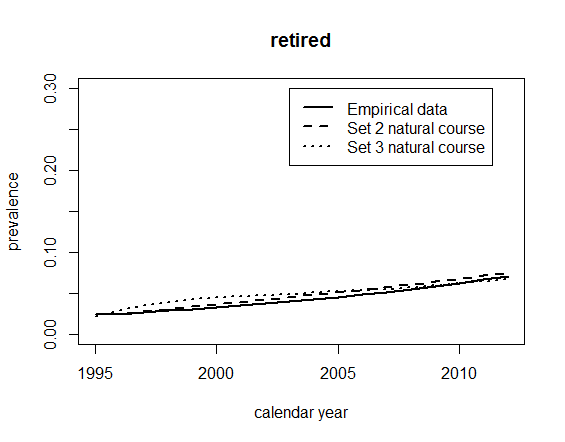 retired
prevalence
0.30
0.20
0.10
0.00
Empirical data
Set 2 natural course
Set 3 natural course
1995
2000
2005
2010
calendar year